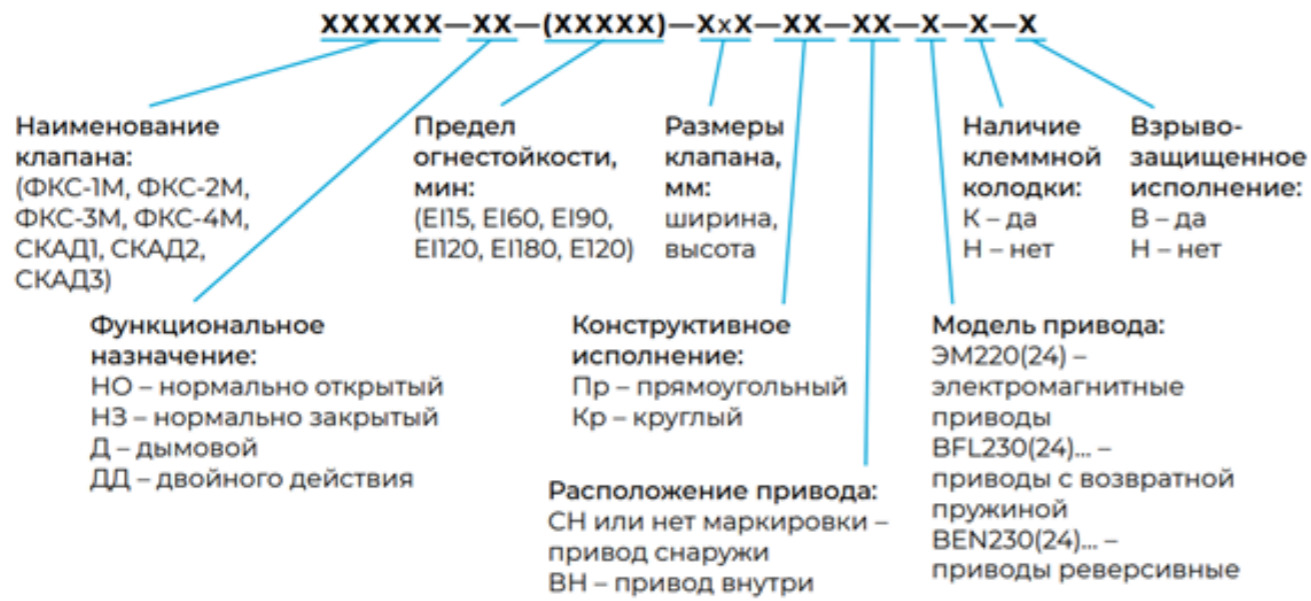 XXXXXX—XX—(XXXXX)—XxX—XX—XX—X—X—X
Наименование
клапана:
(ФКС-1М, ФКС-2М,
ФКС-3М, ФКС-4М,
СКАД1, СКАД2,
СКАД3)
Предел
огнестойкости,
мин:
(EI15, EI60, EI90,
EI120, EI180, E120)
Размеры
клапана,
мм:
ширина,
высота
Наличие
клеммной
колодки:
К – да
Н – нет
Взрыво-
защищенное
исполнение:
В – да
Н – нет
Функциональное
назначение:
НО – нормально открытый
НЗ – нормально закрытый
Д – дымовой
ДД – двойного действия
Конструктивное
исполнение:
Пр – прямоугольный
Кр – круглый
Модель привода:
ЭМ220(24) –
электромагнитные
приводы
BFL230(24)... –
приводы с возвратной
пружиной
BEN230(24)... –
приводы реверсивные
Расположение привода:
СН или нет маркировки –
привод снаружи
ВН – привод внутри